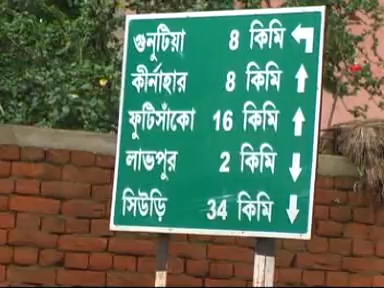 গুনুটিয়া 8 কিমি
কীর্নাহার 8 কিমি
ফুটিসাঁকো 16 কিমি
লাভপুর 2 কিমি
সিউড়ি 34 কিমি